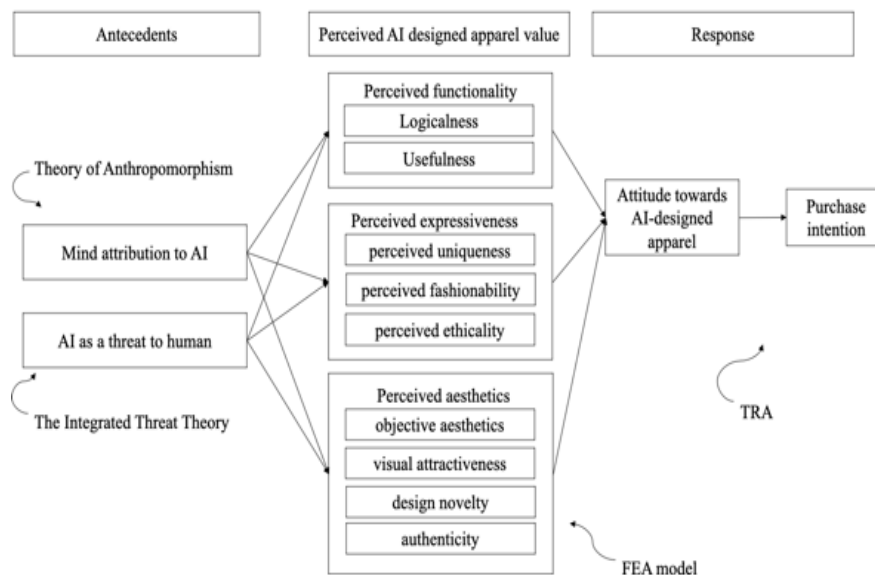 Antecedents
Perceived AI designed apparel value
Response
Theory of Anthropomorphism
Mind attribution to AI
AI as a threat to human
The Integrated Threat Theory
Perceived functionality
Logicalness
Usefulness
Perceived expressiveness
perceived uniqueness
perceived fashionability
perceived ethicality
Perceived aesthetics
objective aesthetics
visual attractiveness
design novelty
authenticity
FEA model
Attitude towards
AI-designed
apparel
Purchase
intention
TRA